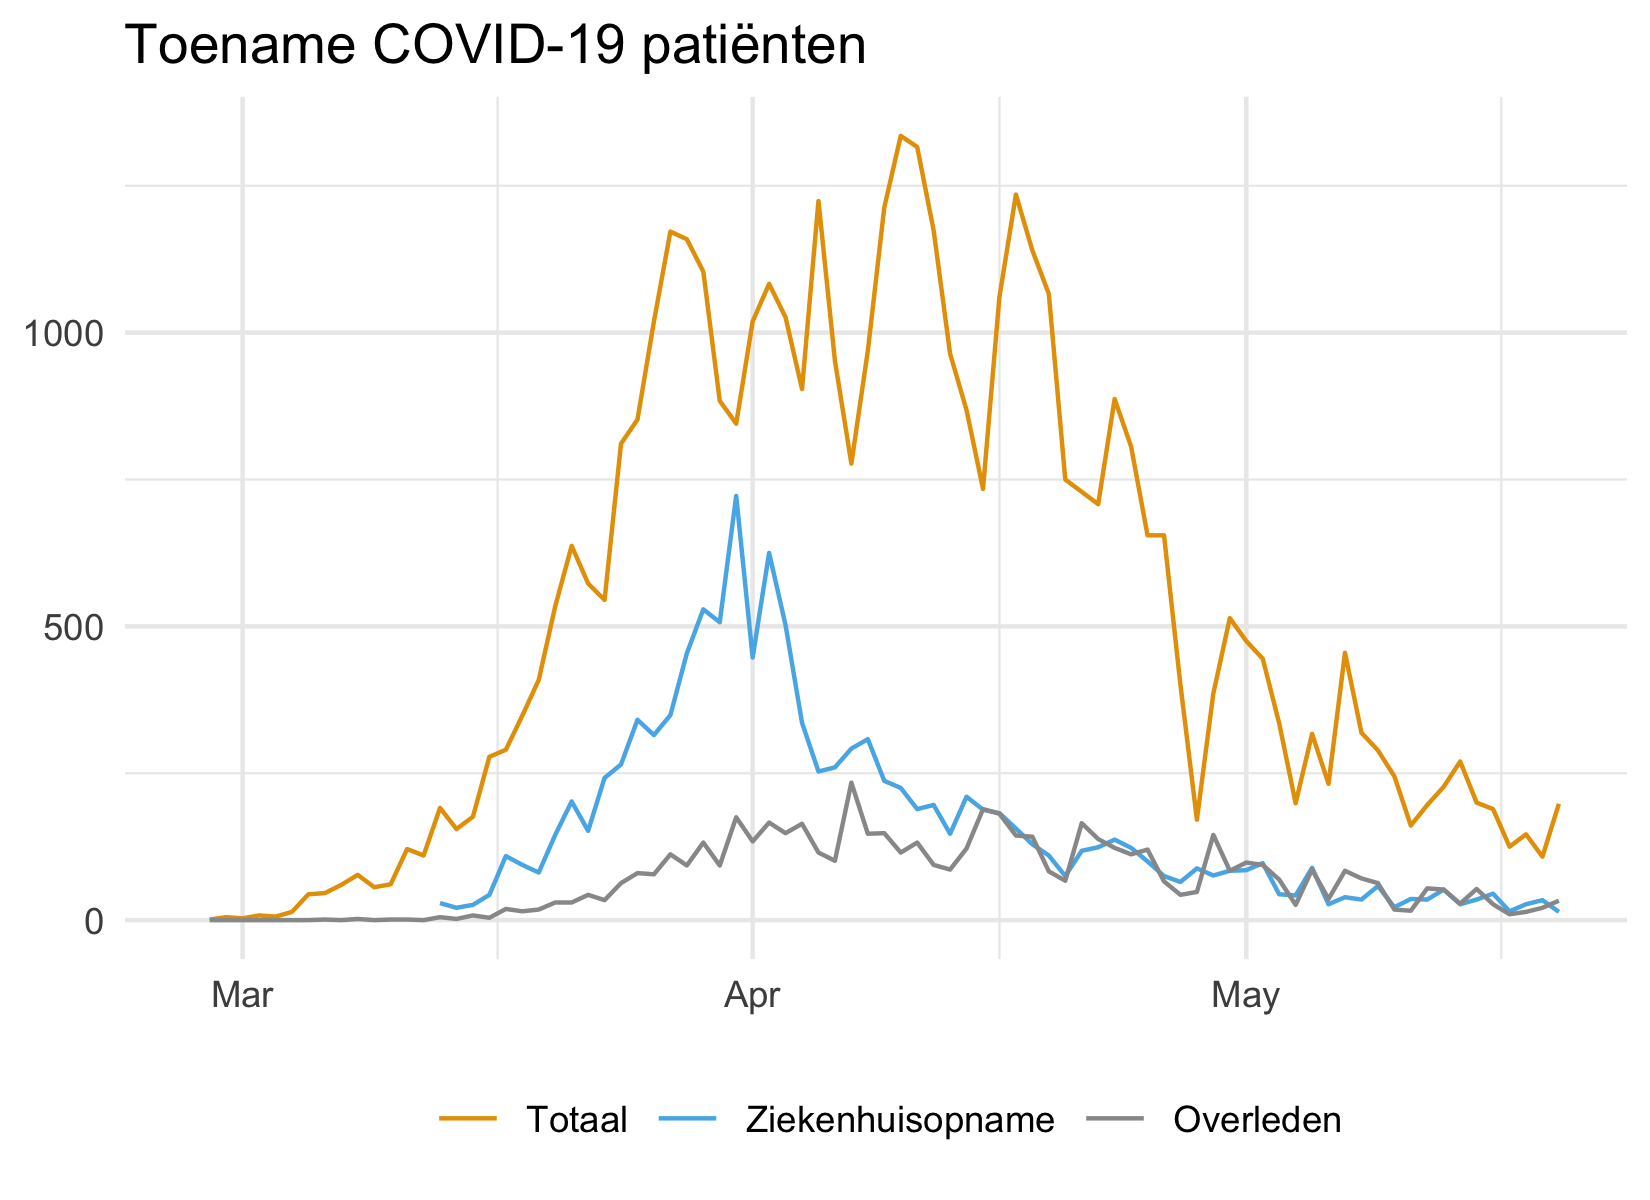 Toename COVID-19 patiënten
1000
500
0
Mar Apr May
Totaal Ziekenhuisopname Overleden